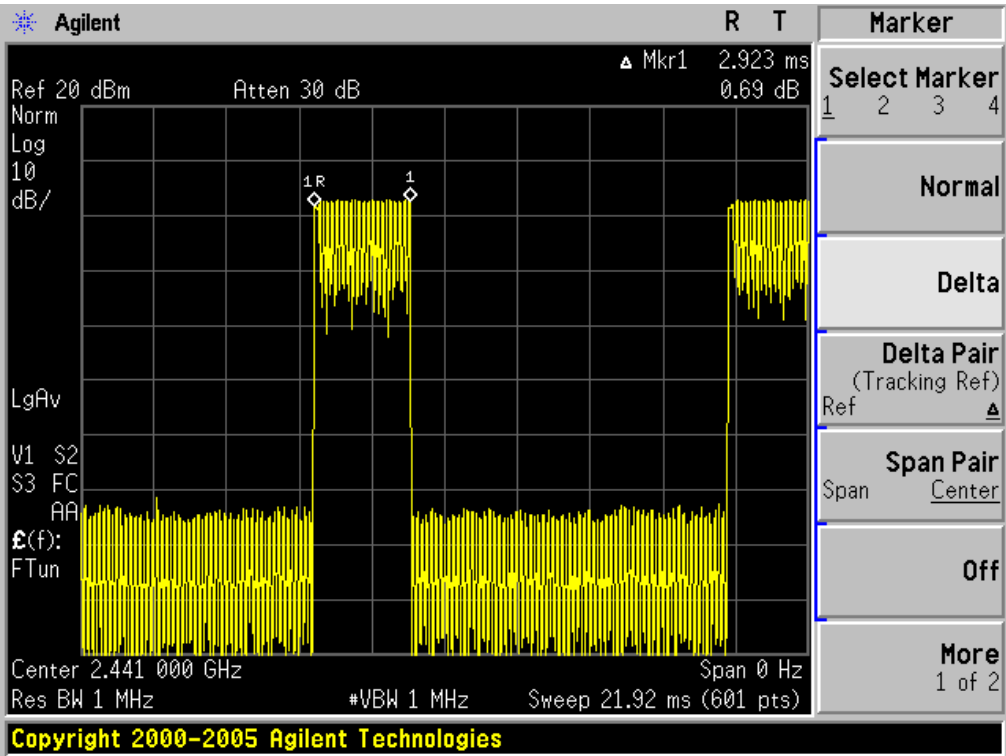 Agilent R T
▵ Mkr1 2.923 ms
Ref 20 dBm Atten 30 dB 0.69 dB
Norm
Log
10
dB/
1R 1
LgAv
V1 S2
S3 FC
AA
£(f):
FTun
Center 2.441 000 GHz Span 0 Hz
Res BW 1 MHz #VBW 1 MHz Sweep 21.92 ms (601 pts)
Copyright 2000-2005 Agilent Technologies
Marker
Select Marker
1 2 3 4
Normal
Delta
Delta Pair
(Tracking Ref)
Ref ▵
Span Pair
Span Center
Off
More
1 of 2